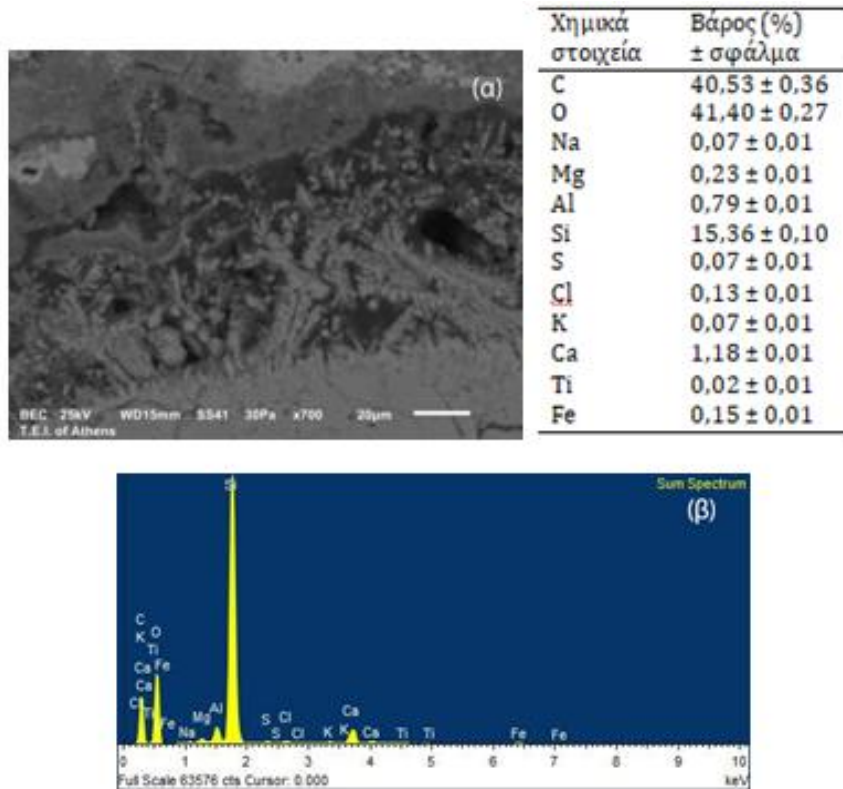 (α)
BEC 25kV WD15mm SS41 30Pa x700 20μm
T.E.I. of Athens
Χημικά Βάρος (%)
στοιχεία ± σφάλμα
C 40,53 ± 0,36
O 41,40 ± 0,27
Na 0,07 ± 0,01
Mg 0,23 ± 0,01
Al 0,79 ± 0,01
Si 15,36 ± 0,10
S 0,07 ± 0,01
Cl 0,13 ± 0,01
K 0,07 ± 0,01
Ca 1,18 ± 0,01
Ti 0,02 ± 0,01
Fe 0,15 ± 0,01
Sum Spectrum
(β)
Si
C
K O
Ti
Ca Fe
Ca
Cl Ti Fe Na Mg Al S S Cl Cl K K Ca Ca Ti Ti Fe Fe
0 1 2 3 4 5 6 7 8 9 10
Full Scale 63576 cts Cursor: 0.000 keV